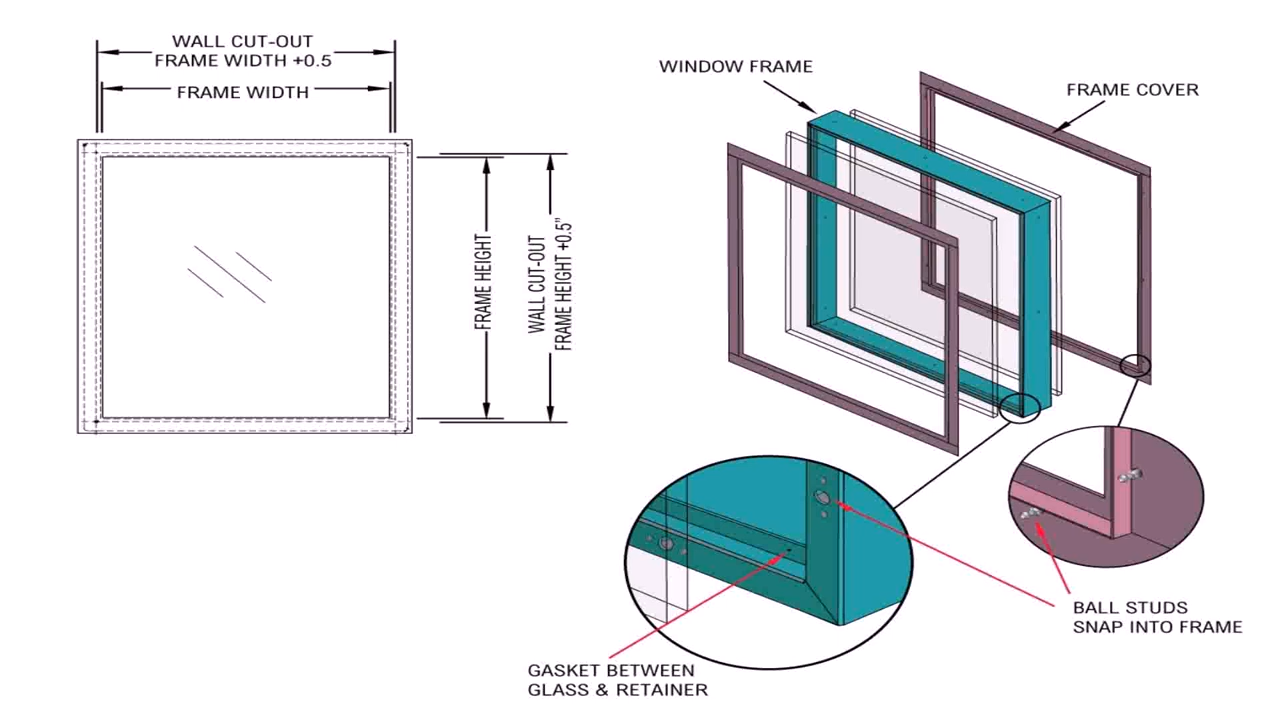 WALL CUT-OUT
FRAME WIDTH +0.5
FRAME WIDTH
FRAME HEIGHT
WALL CUT-OUT
FRAME HEIGHT +0.5"
WINDOW FRAME
FRAME COVER
BALL STUDS
SNAP INTO FRAME
GASKET BETWEEN
GLASS & RETAINER